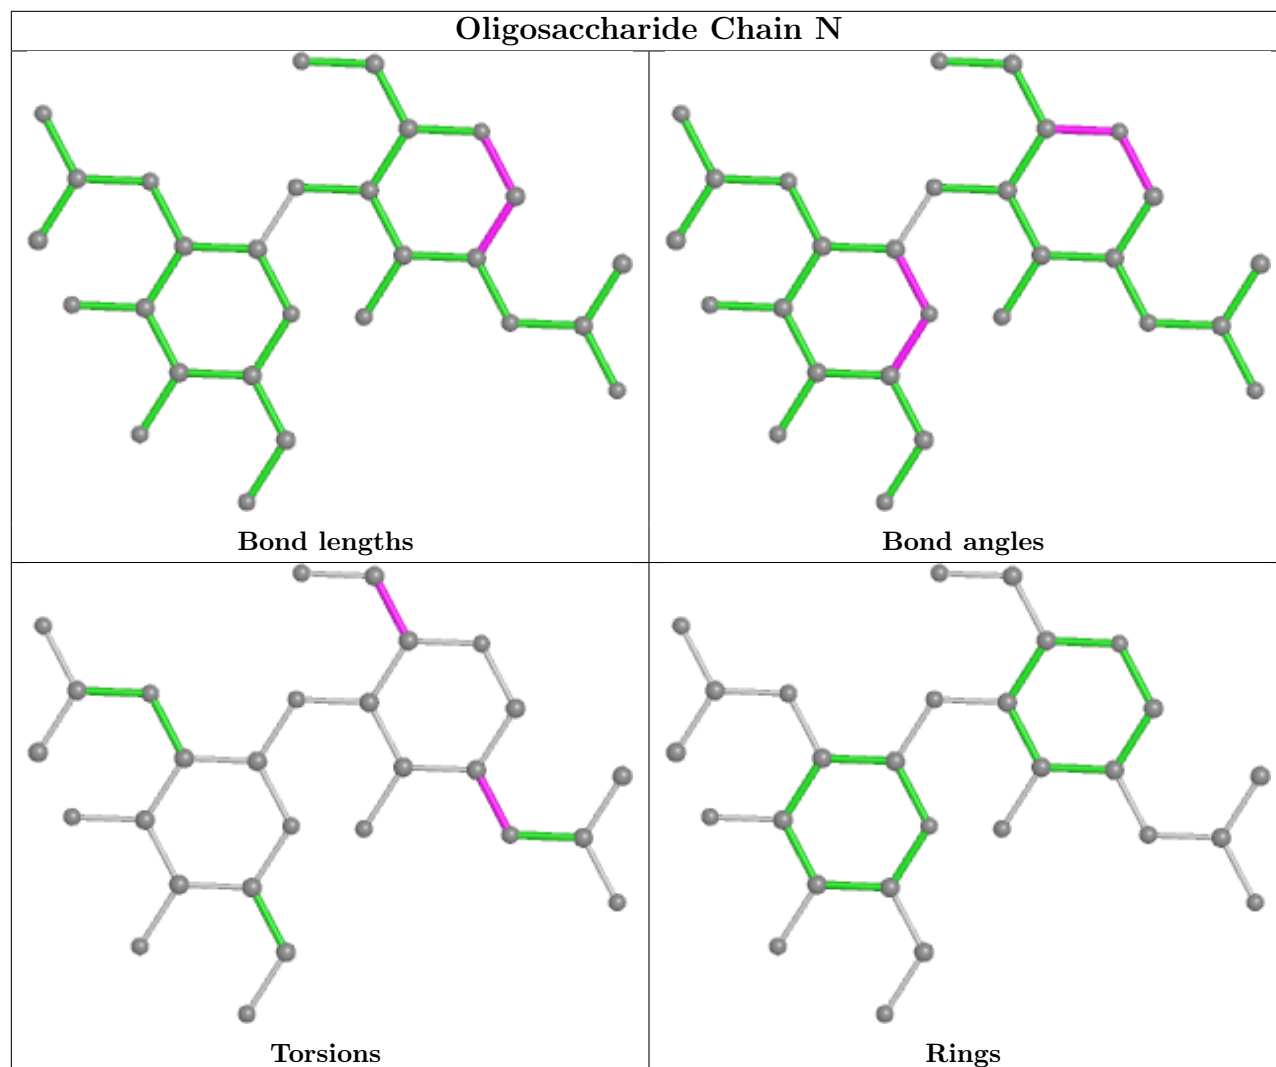 Oligosaccharide Chain N
Bond lengths
Bond angles
Torsions
Rings